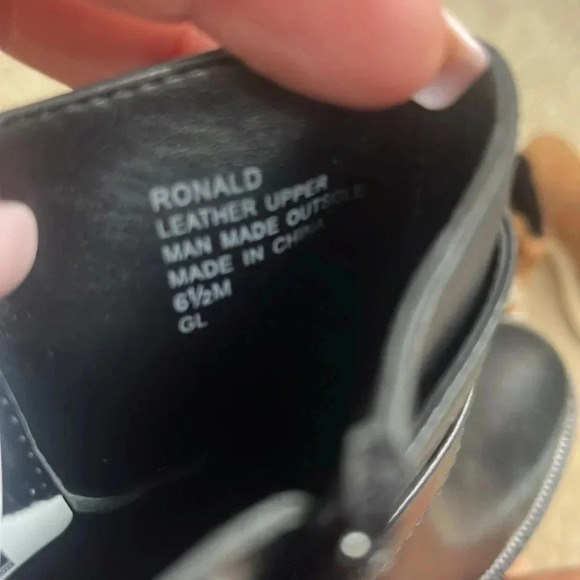 RONALD
LEATHER UPPER
MAN MADE OUTSOLE
MADE IN CHINA
6½M
GL